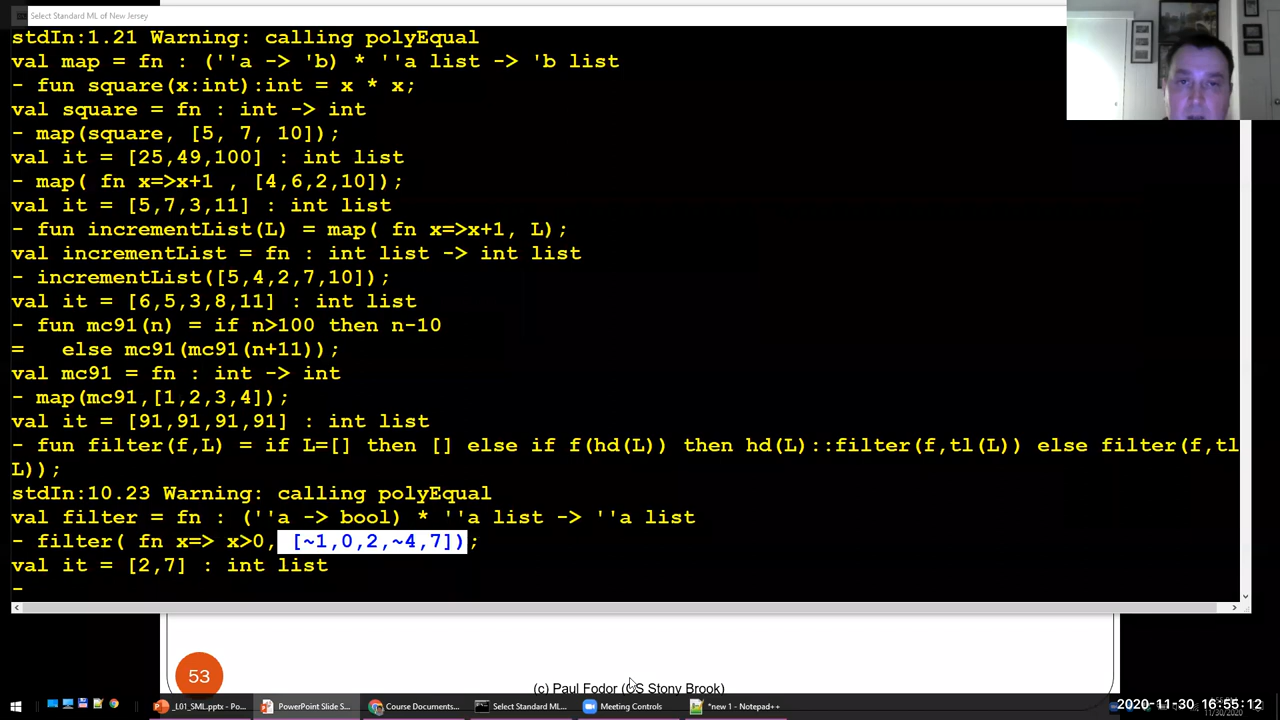 Select Standard ML of New Jersey
stdIn:1.21 Warning: calling polyEqual
val map = fn : (''a -> 'b) * ''a list -> 'b list
- fun square(x:int):int = x * x;
val square = fn : int -> int
- map(square, [5, 7, 10]);
val it = [25,49,100] : int list
- map( fn x=>x+1 , [4,6,2,10]);
val it = [5,7,3,11] : int list
- fun incrementList(L) = map( fn x=>x+1, L);
val incrementList = fn : int list -> int list
- incrementList([5,4,2,7,10]);
val it = [6,5,3,8,11] : int list
- fun mc91(n) = if n>100 then n-10
=   else mc91(mc91(n+11));
val mc91 = fn : int -> int
- map(mc91,[1,2,3,4]);
val it = [91,91,91,91] : int list
- fun filter(f,L) = if L=[] then [] else if f(hd(L)) then hd(L)::filter(f,tl(L)) else filter(f,tl
L));
stdIn:10.23 Warning: calling polyEqual
val filter = fn : (''a -> bool) * ''a list -> ''a list
- filter( fn x=> x>0, [~1,0,2,~4,7]);
val it = [2,7] : int list
-
53
(c) Paul Fodor (CS Stony Brook)
_L01_SML.pptx - Po... PowerPoint Slide S... Course Documents... Select Standard ML... Meeting Controls *new 1 - Notepad++
2020-11-30 16:55:12